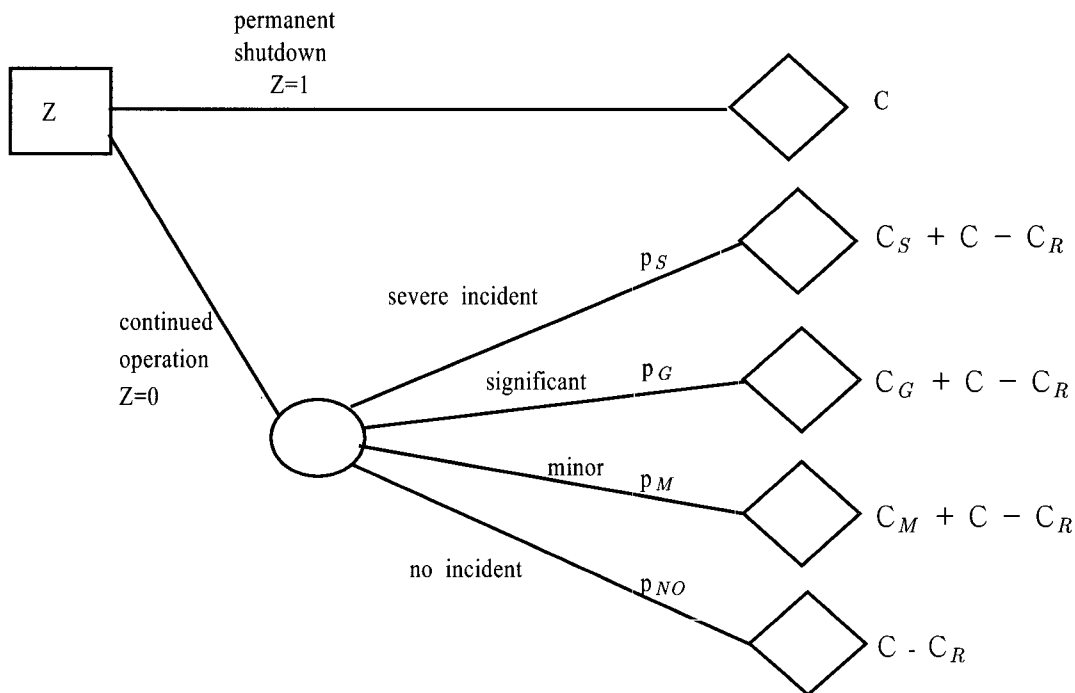 permanent
shutdown
Z=1
Z
C
C_S + C - C_R
p_S
severe incident
continued
operation
Z=0
significant
p_G
C_G + C - C_R
minor
p_M
C_M + C - C_R
no incident
p_NO
C - C_R